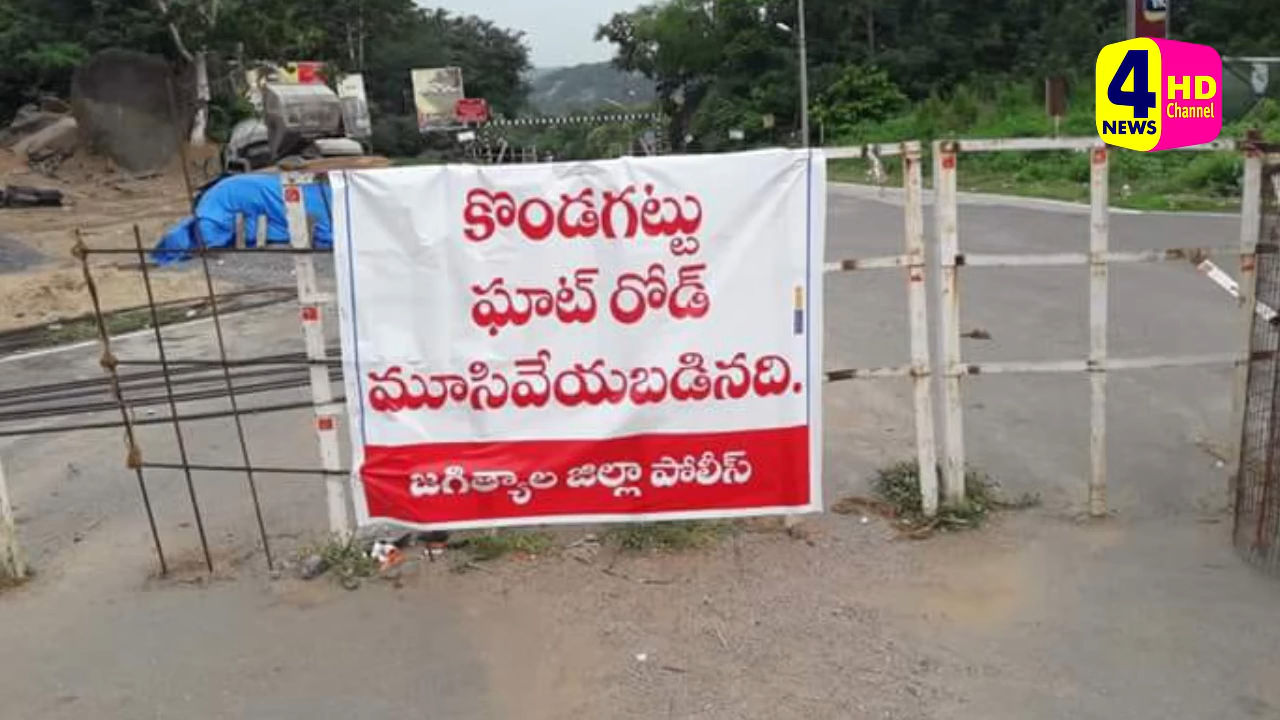 కొండగట్టు
ఘాట్ రోడ్
మూసివేయబడినది.
జగిత్యాల జిల్లా పోలీస్
4 HD
NEWS Channel